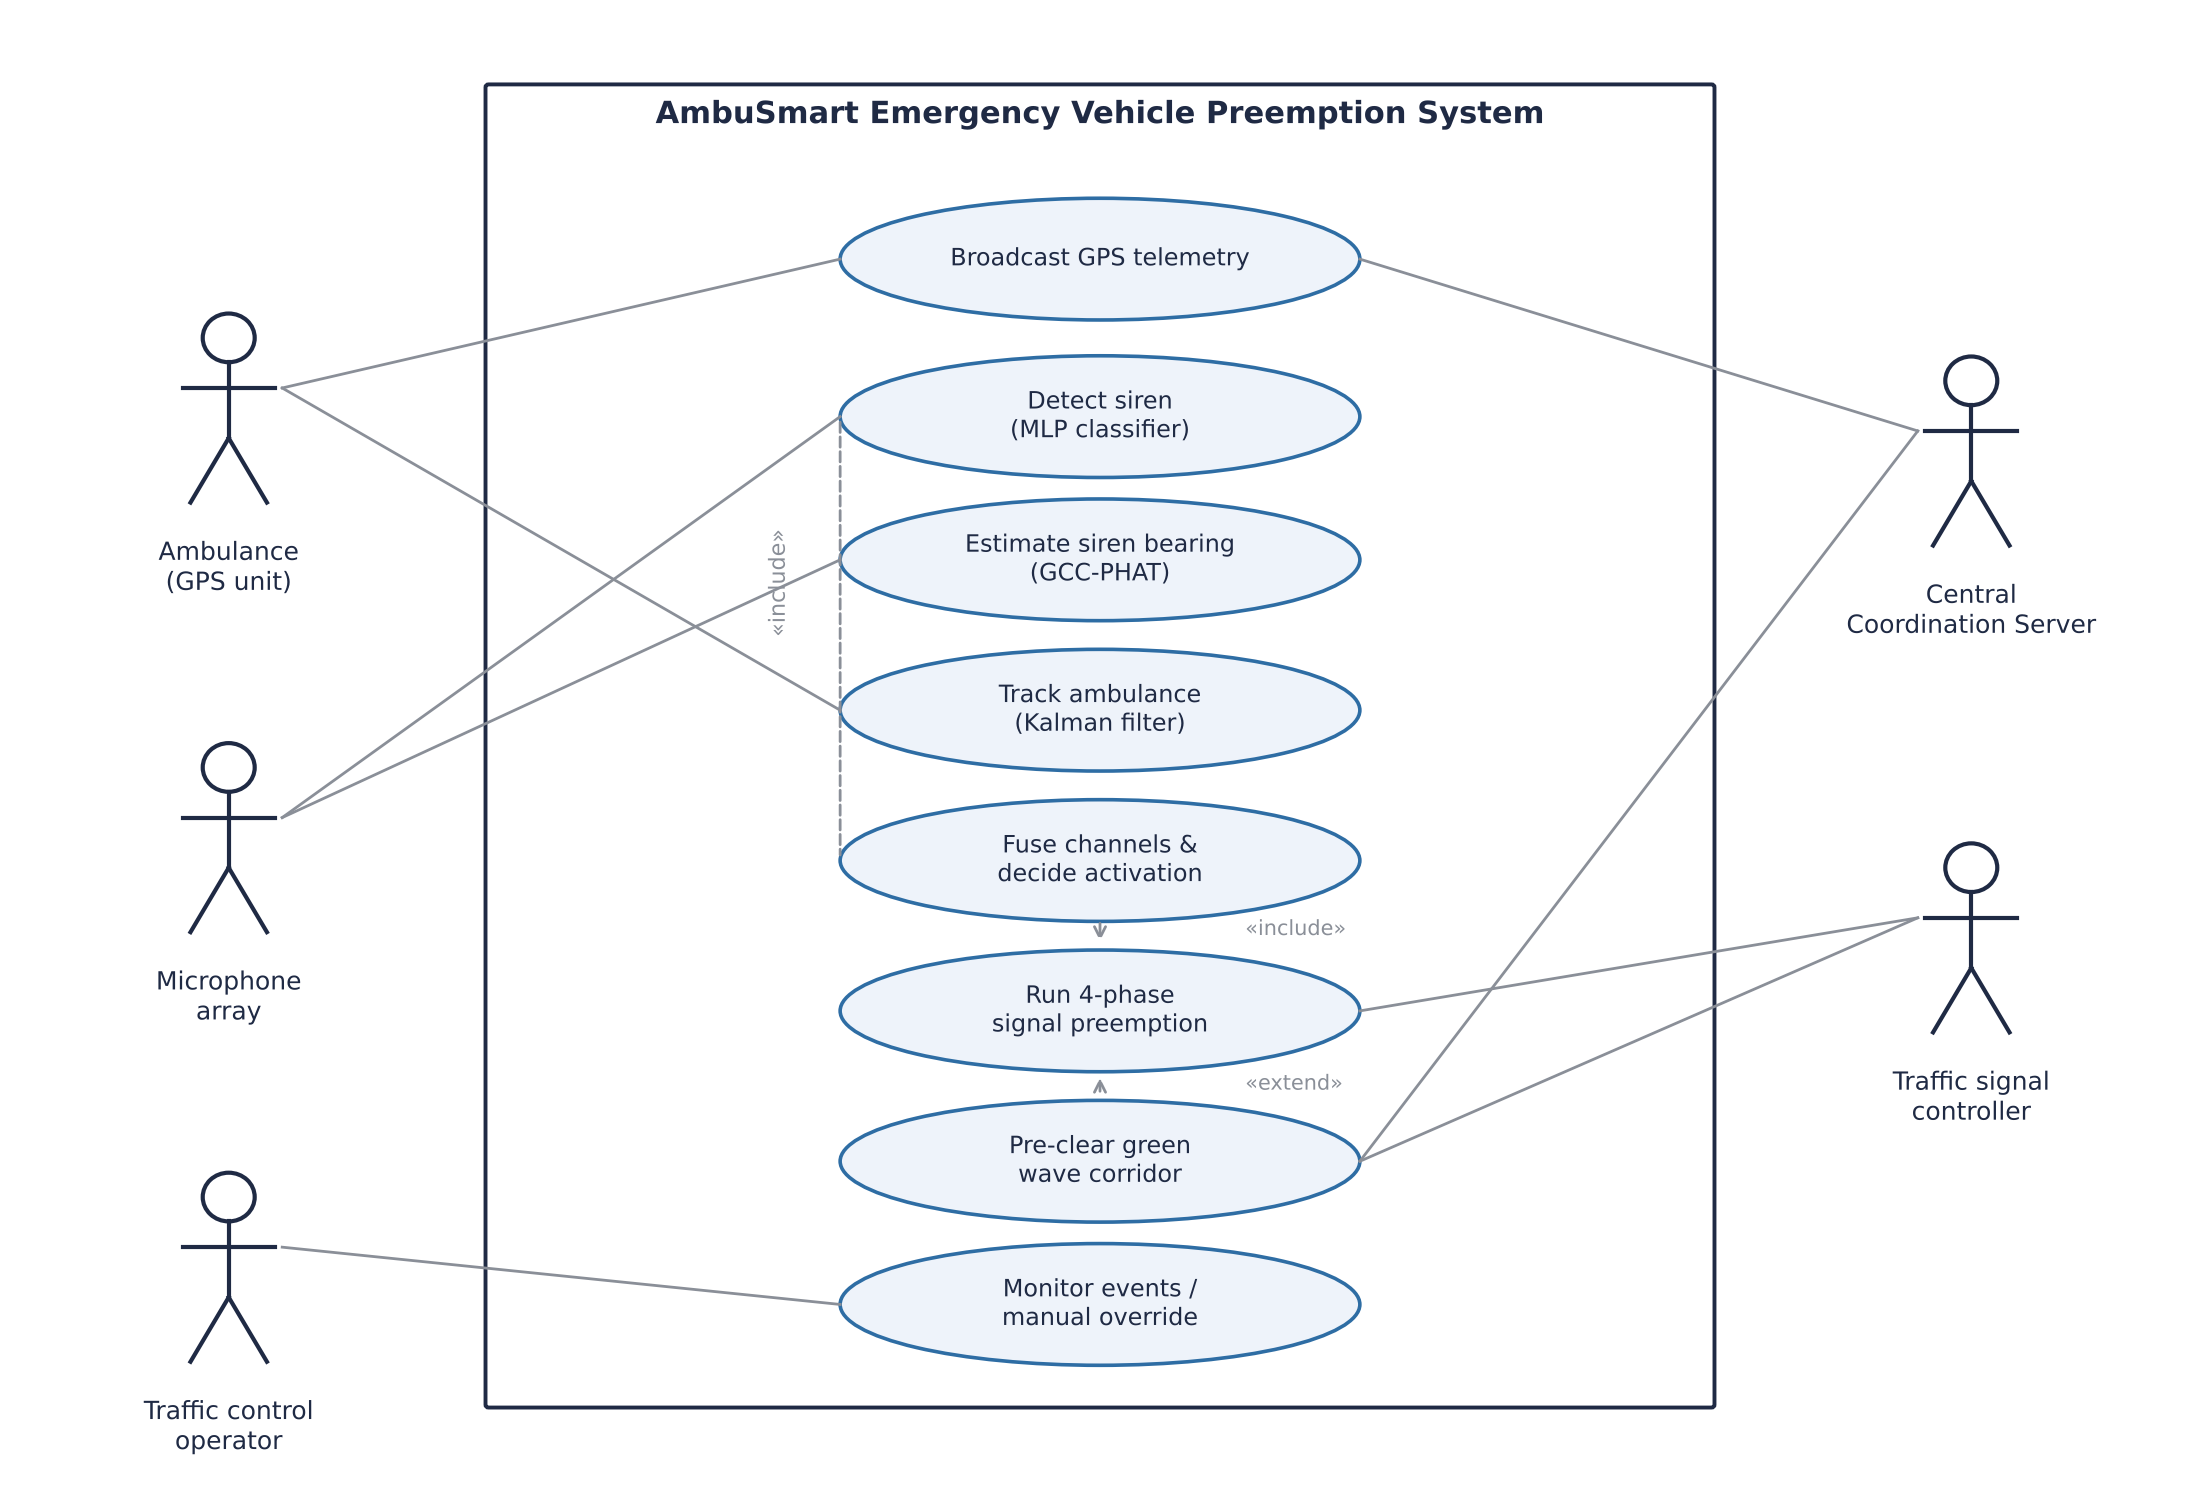 AmbuSmart Emergency Vehicle Preemption System
Broadcast GPS telemetry
Detect siren
(MLP classifier)
Estimate siren bearing
(GCC-PHAT)
«include»
Track ambulance
(Kalman filter)
Fuse channels &
decide activation
«include»
Run 4-phase
signal preemption
«extend»
Pre-clear green
wave corridor
Monitor events /
manual override
Ambulance
(GPS unit)
Microphone
array
Traffic control
operator
Central
Coordination Server
Traffic signal
controller